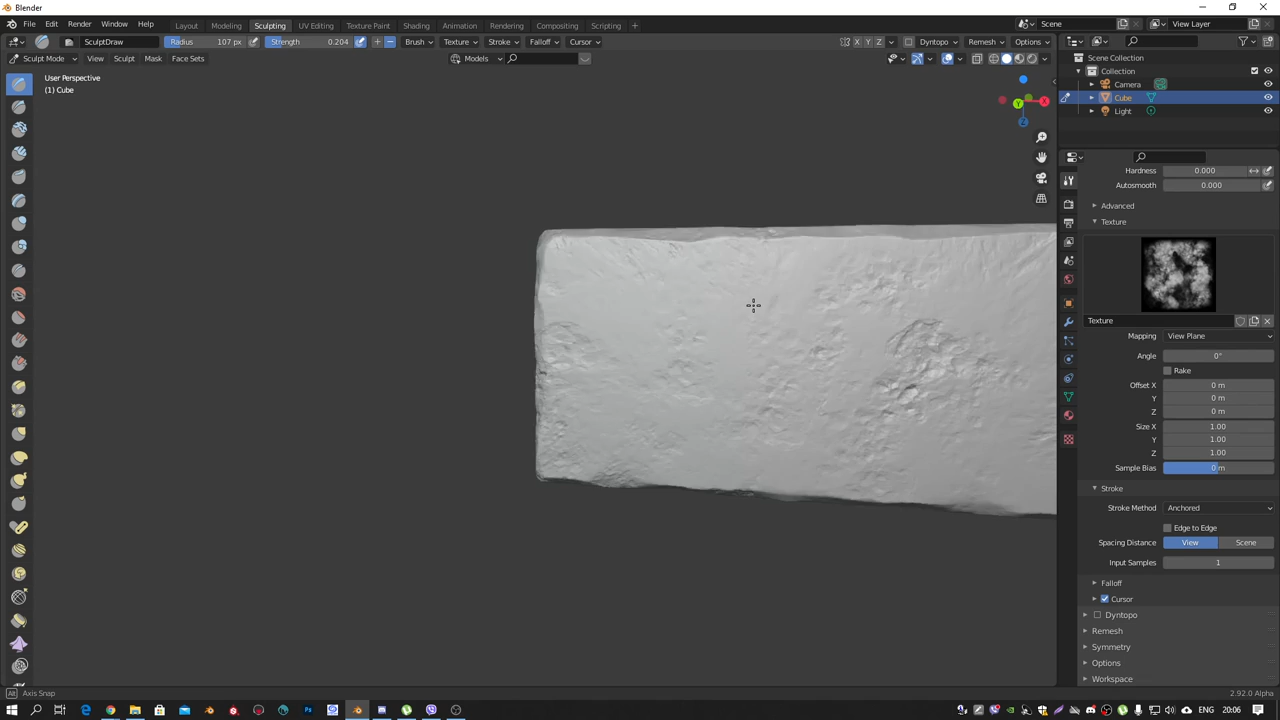 Blender
File Edit Render Window Help Layout Modeling Sculpting UV Editing Texture Paint Shading Animation Rendering Compositing Scripting + Scene View Layer
SculptDraw Radius 107 px Strength 0.204 Brush Texture Stroke Falloff Cursor X Y Z Dyntopo Remesh Options
Sculpt Mode View Sculpt Mask Face Sets Models
User Perspective
(1) Cube
Scene Collection
Collection
Camera
Cube
Light
X
Y
Z
Hardness 0.000
Autosmooth 0.000
Advanced
Texture
Texture
Mapping View Plane
Angle 0°
Rake
Offset X 0 m
Y 0 m
Z 0 m
Size X 1.00
Y 1.00
Z 1.00
Sample Bias 0 m
Stroke
Stroke Method Anchored
Edge to Edge
Spacing Distance View Scene
Input Samples 1
Falloff
Cursor
Dyntopo
Remesh
Symmetry
Options
Workspace
Alt Axis Snap 2.92.0 Alpha
ENG 20:06